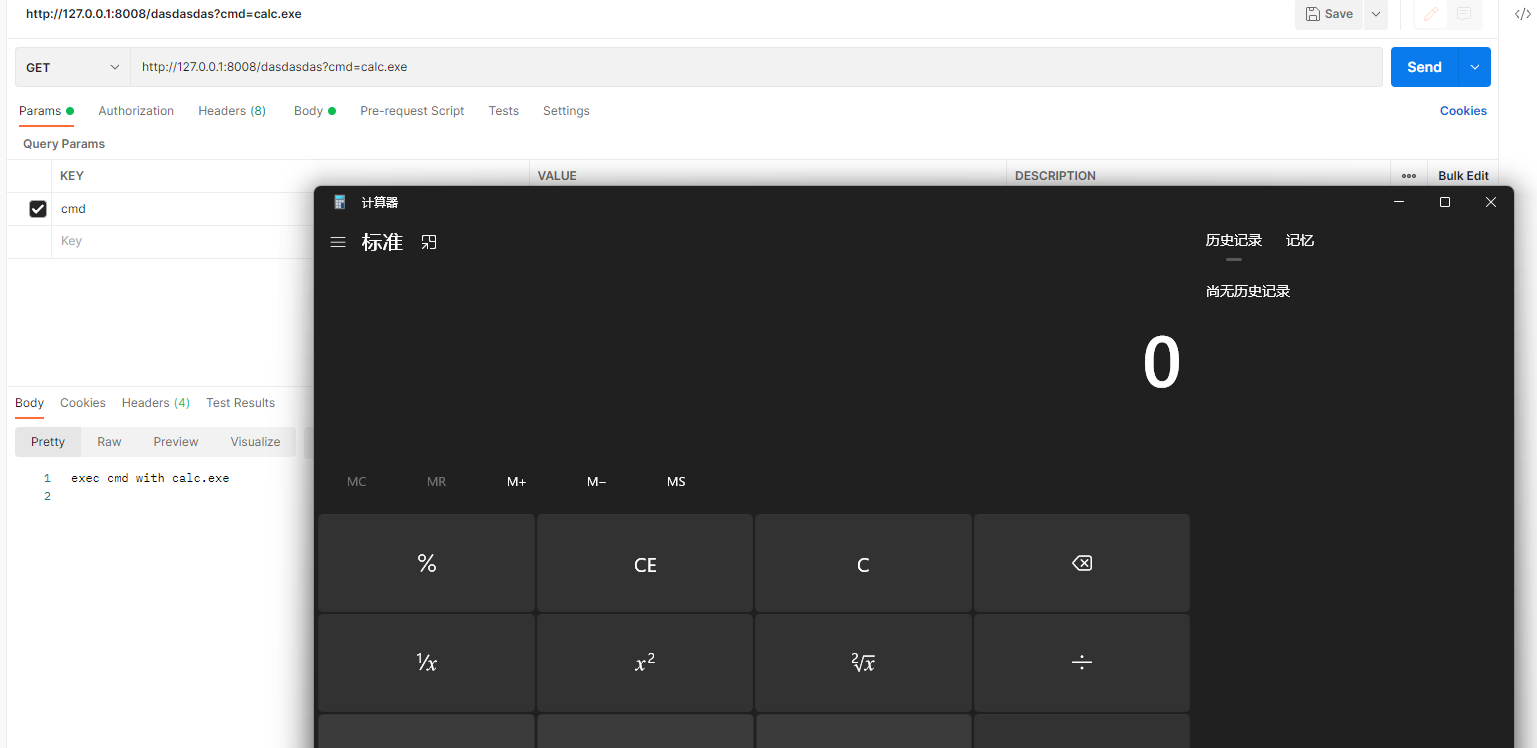 http://127.0.0.1:8008/dasdasdas?cmd=calc.exe
Save
GET http://127.0.0.1:8008/dasdasdas?cmd=calc.exe Send
Params Authorization Headers (8) Body Pre-request Script Tests Settings Cookies
Query Params
KEY VALUE DESCRIPTION Bulk Edit
cmd
Key
计算器
标准
历史记录 记忆
尚无历史记录
0
MC MR M+ M− MS
% CE C
¹/x x² ²√x ÷
Body Cookies Headers (4) Test Results
Pretty Raw Preview Visualize
1 exec cmd with calc.exe
2